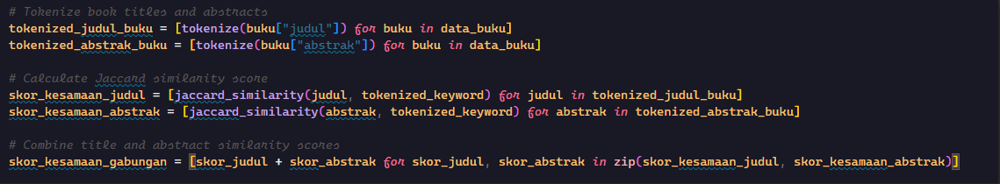 # Tokenize book titles and abstracts
tokenized_judul_buku = [tokenize(buku["judul"]) for buku in data_buku]
tokenized_abstrak_buku = [tokenize(buku["abstrak"]) for buku in data_buku]
# Calculate Jaccard similarity score
skor_kesamaan_judul = [jaccard_similarity(judul, tokenized_keyword) for judul in tokenized_judul_buku]
skor_kesamaan_abstrak = [jaccard_similarity(abstrak, tokenized_keyword) for abstrak in tokenized_abstrak_buku]
# Combine title and abstract similarity scores
skor_kesamaan_gabungan = [skor_judul + skor_abstrak for skor_judul, skor_abstrak in zip(skor_kesamaan_judul, skor_kesamaan_abstrak)]